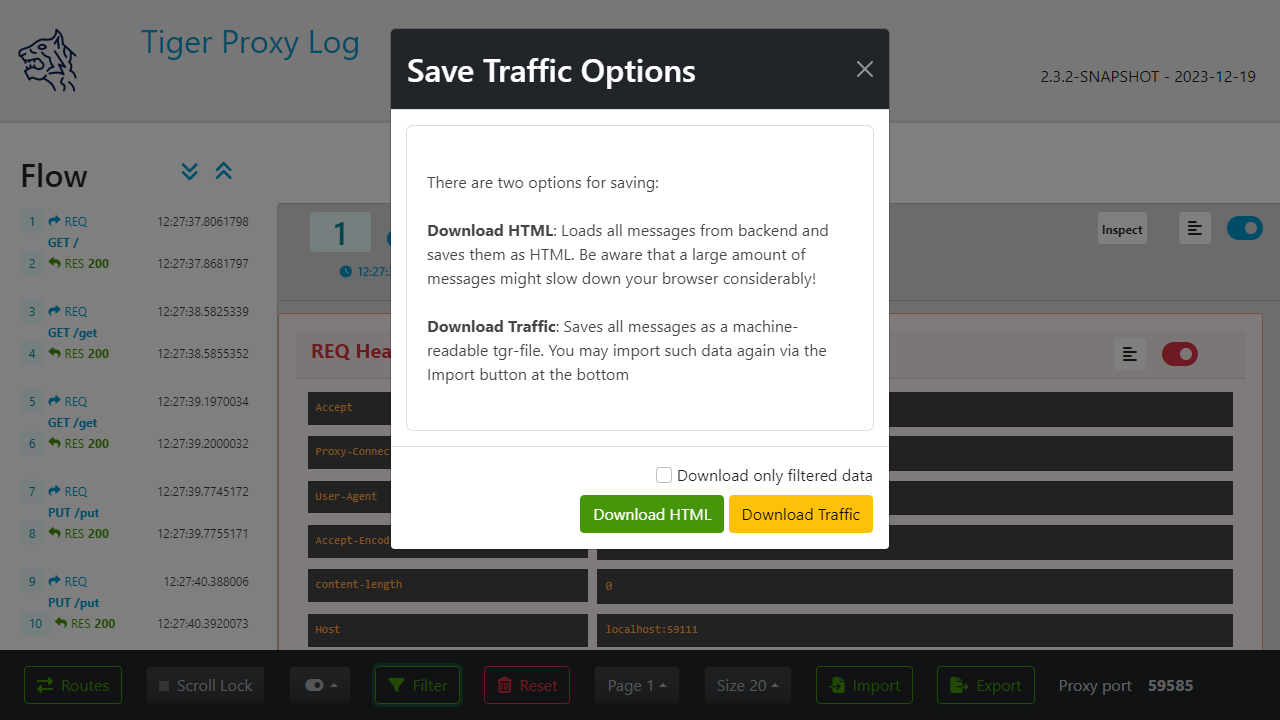 Tiger Proxy Log
2.3.2-SNAPSHOT - 2023-12-19
Save Traffic Options
There are two options for saving:
Download HTML: Loads all messages from backend and
saves them as HTML. Be aware that a large amount of
messages might slow down your browser considerably!
Download Traffic: Saves all messages as a machine-
readable tgr-file. You may import such data again via the
Import button at the bottom
Download only filtered data
Download HTML Download Traffic
Flow
1 REQ 12:27:37.8061798
GET /
2 RES 200 12:27:37.8681797
3 REQ 12:27:38.5825339
GET /get
4 RES 200 12:27:38.5855352
5 REQ 12:27:39.1970034
GET /get
6 RES 200 12:27:39.2000032
7 REQ 12:27:39.7745172
PUT /put
8 RES 200 12:27:39.7755171
9 REQ 12:27:40.388006
PUT /put
10 RES 200 12:27:40.3920073
1 Inspect
12:27:
REQ Hea
Accept
Proxy-Connec
User-Agent
Accept-Encod
content-length 0
Host localhost:59111
Routes Scroll Lock Filter Reset Page 1 Size 20 Import Export Proxy port 59585